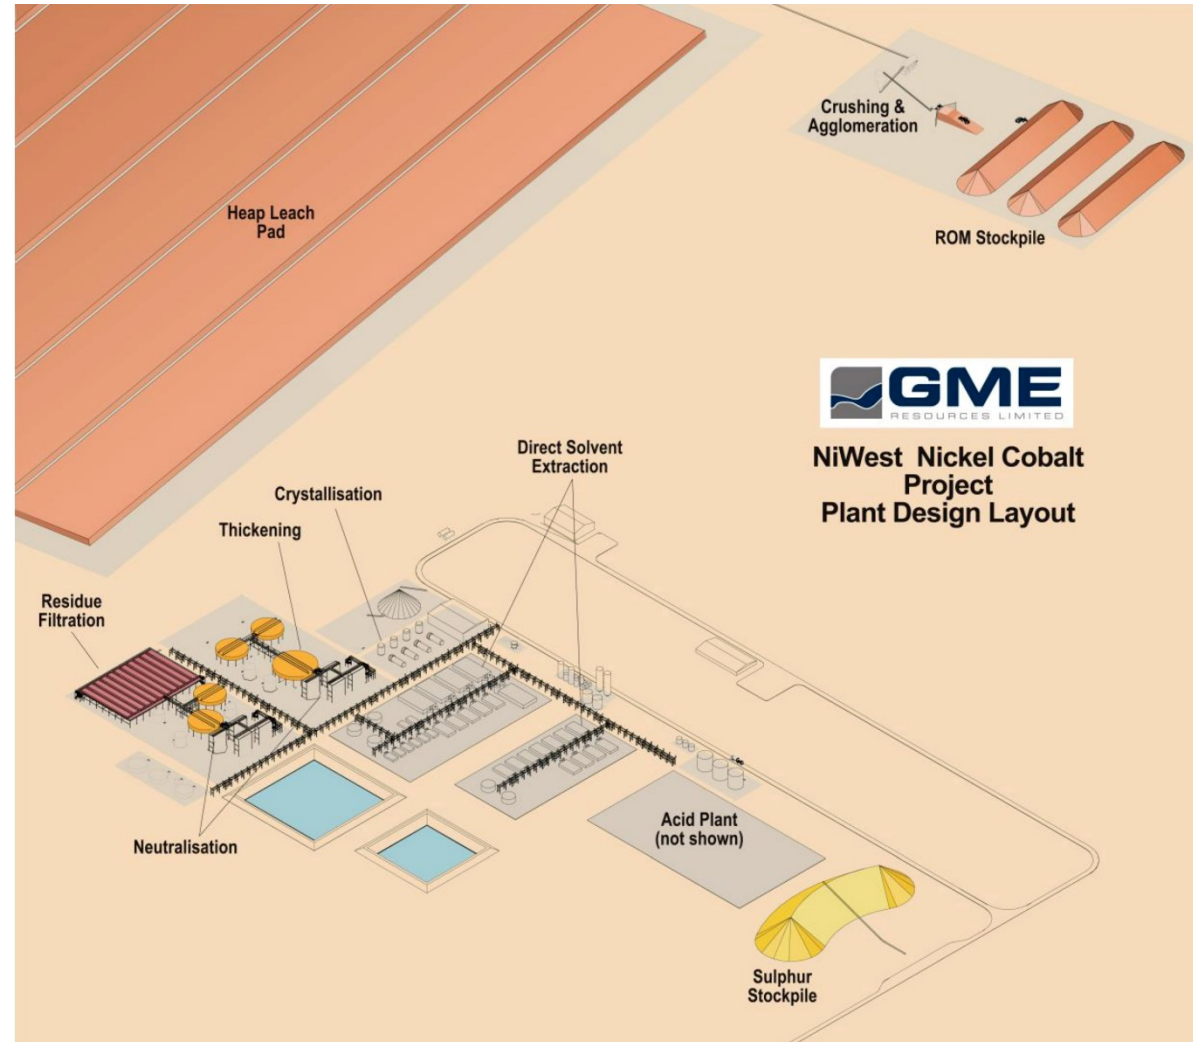 Crushing &
Agglomeration
Heap Leach
Pad
ROM Stockpile
GME
RESOURCES LIMITED
NiWest Nickel Cobalt
Project
Plant Design Layout
Direct Solvent
Extraction
Crystallisation
Thickening
Residue
Filtration
Acid Plant
(not shown)
Neutralisation
Sulphur
Stockpile